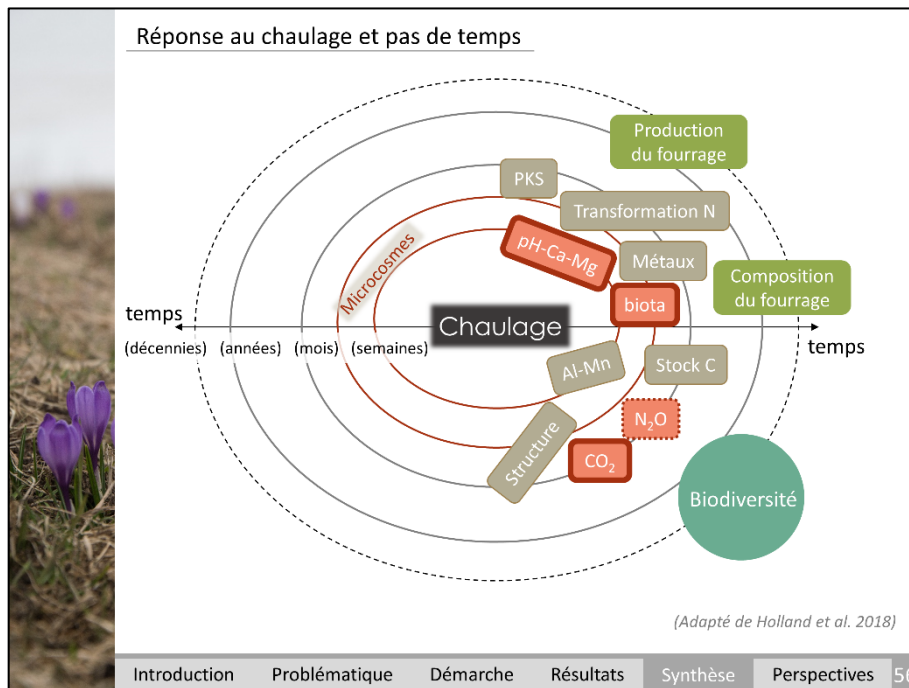 Réponse au chaulage et pas de temps
Production
du fourrage
PKS
Transformation N
pH-Ca-Mg
Métaux
Microcosmes
Composition
du fourrage
biota
temps
Chaulage
temps
(décennies)
(années)
(mois)
(semaines)
Al-Mn
Stock C
N₂O
Structure
CO₂
Biodiversité
(Adapté de Holland et al. 2018)
Introduction Problématique Démarche Résultats Synthèse Perspectives